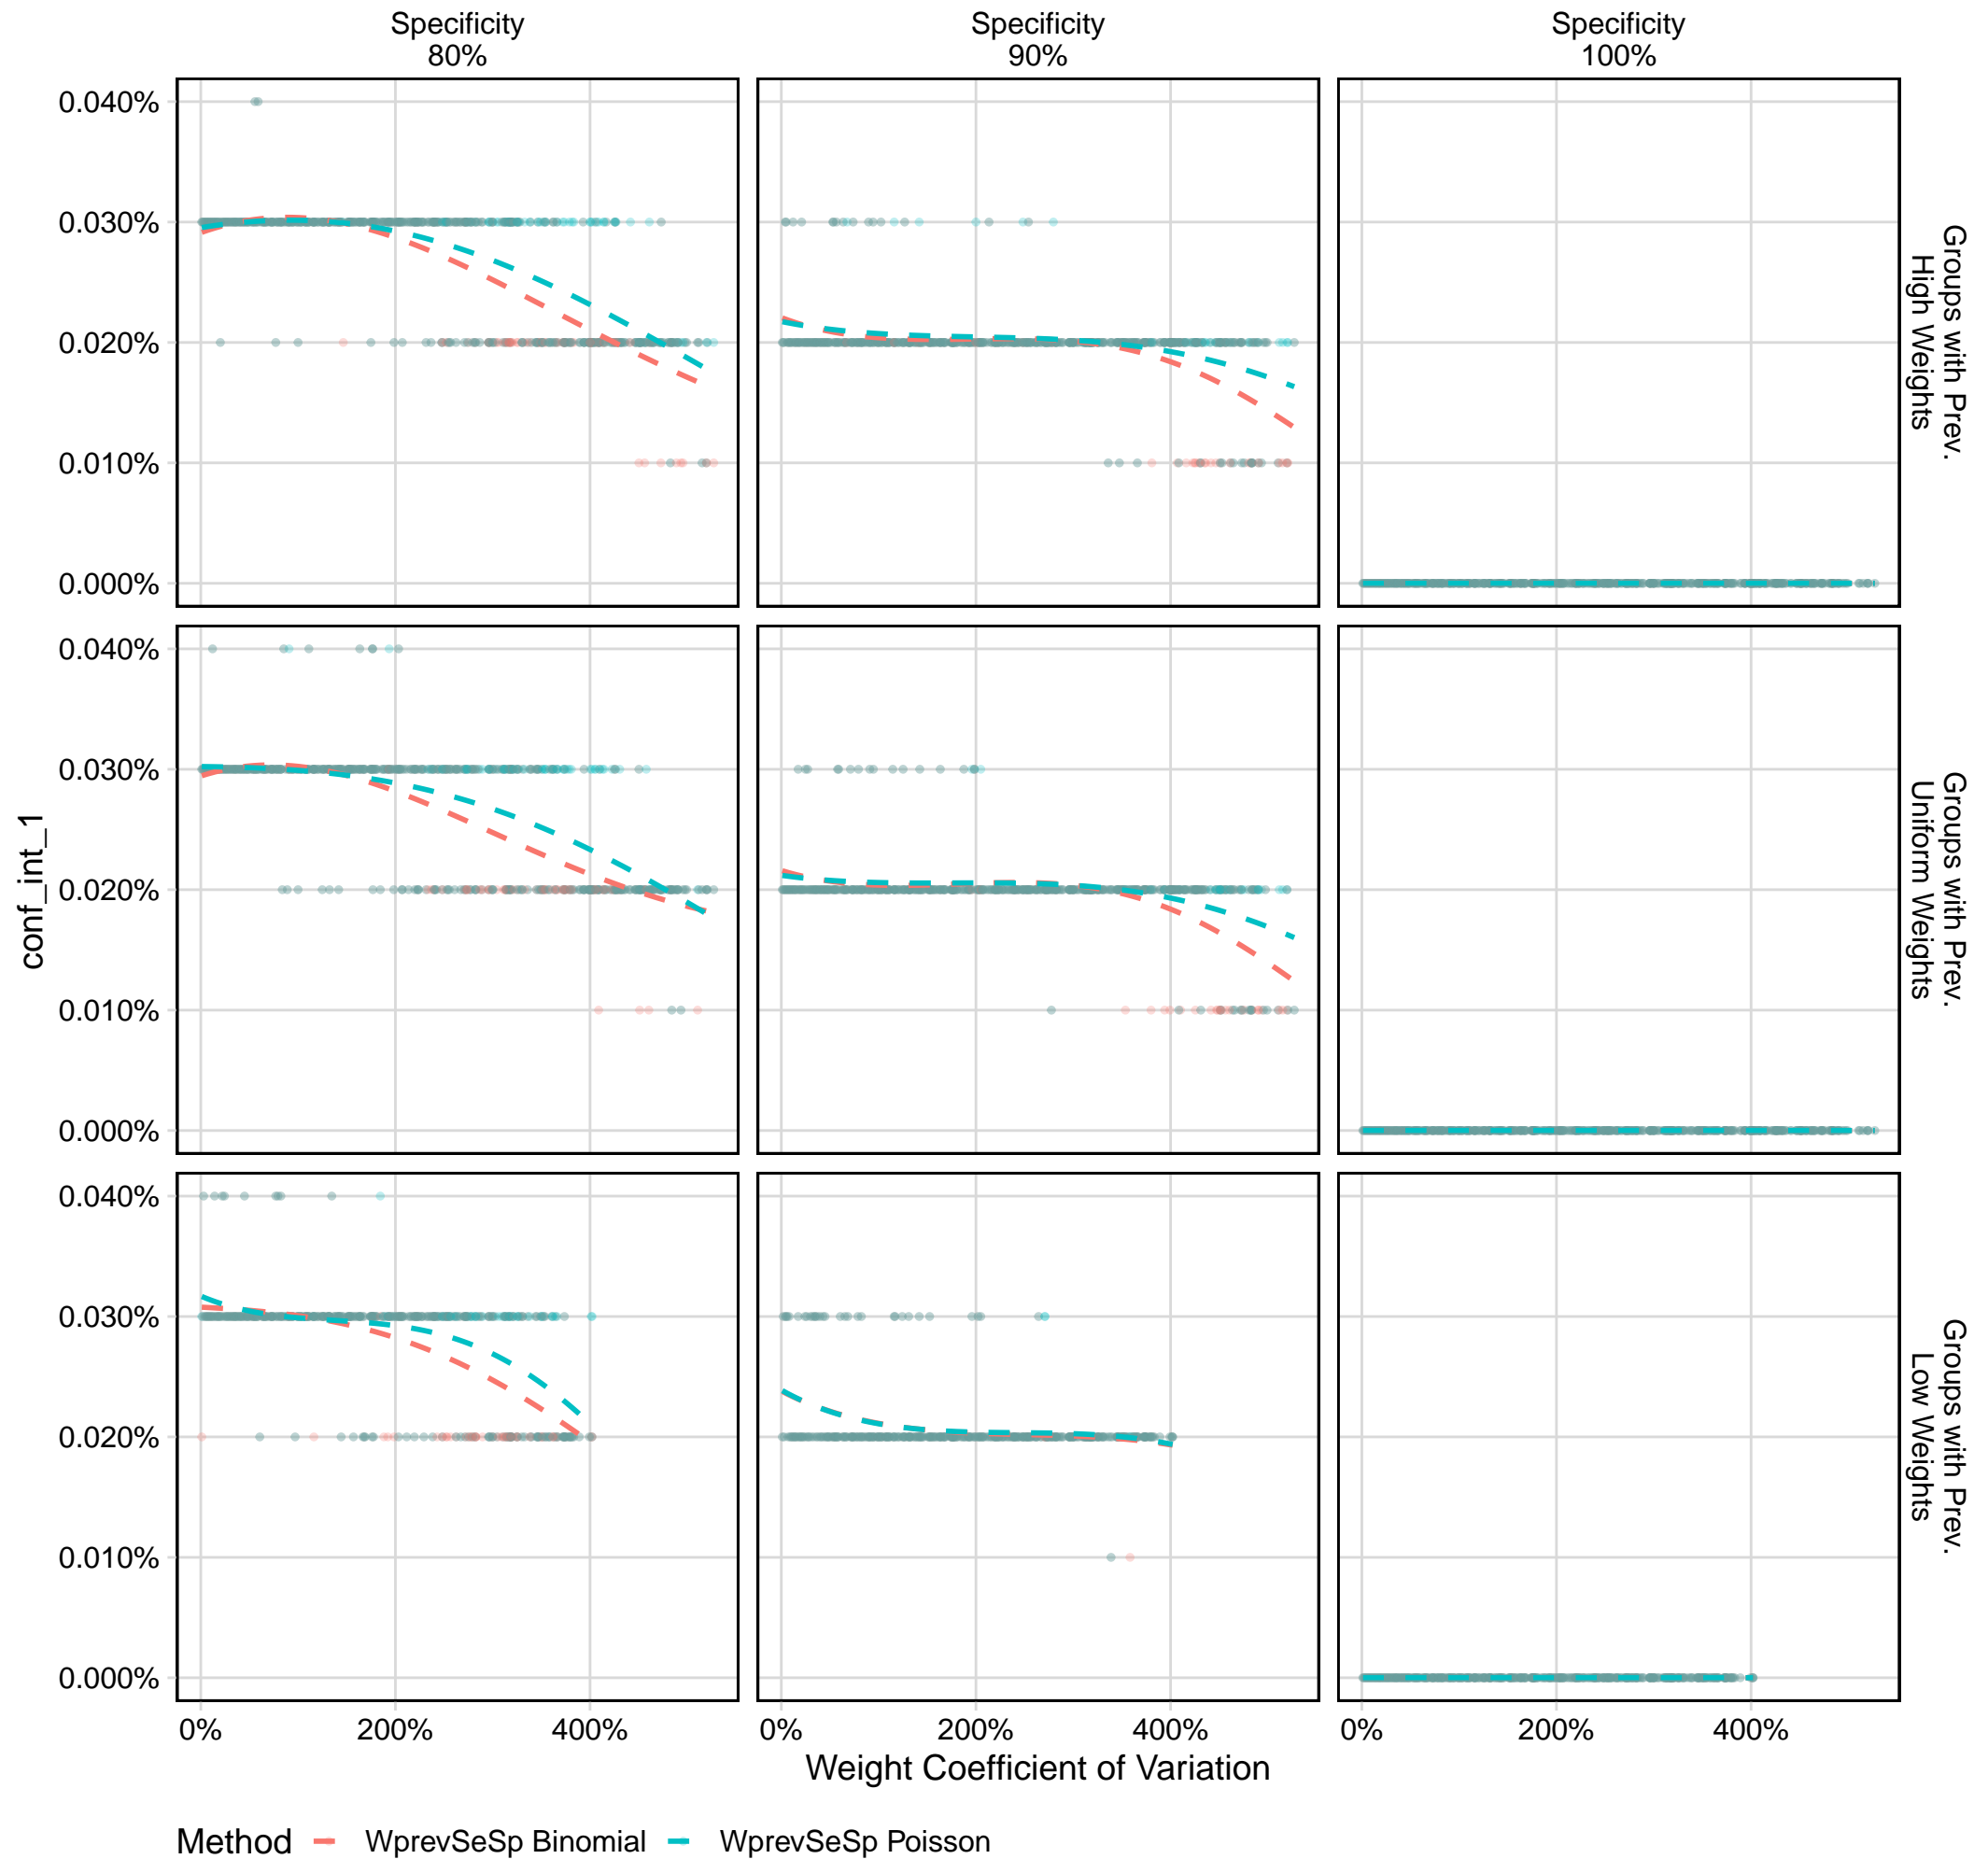 Specificity
80%
Specificity
90%
Specificity
100%
0.040%
0.030%
0.020%
0.010%
0.000%
Groups with Prev.
High Weights
0.040%
0.030%
0.020%
0.010%
0.000%
Groups with Prev.
Uniform Weights
conf_int_1
0.040%
0.030%
0.020%
0.010%
0.000%
Groups with Prev.
Low Weights
0% 200% 400% 0% 200% 400% 0% 200% 400%
Weight Coefficient of Variation
Method WprevSeSp Binomial WprevSeSp Poisson